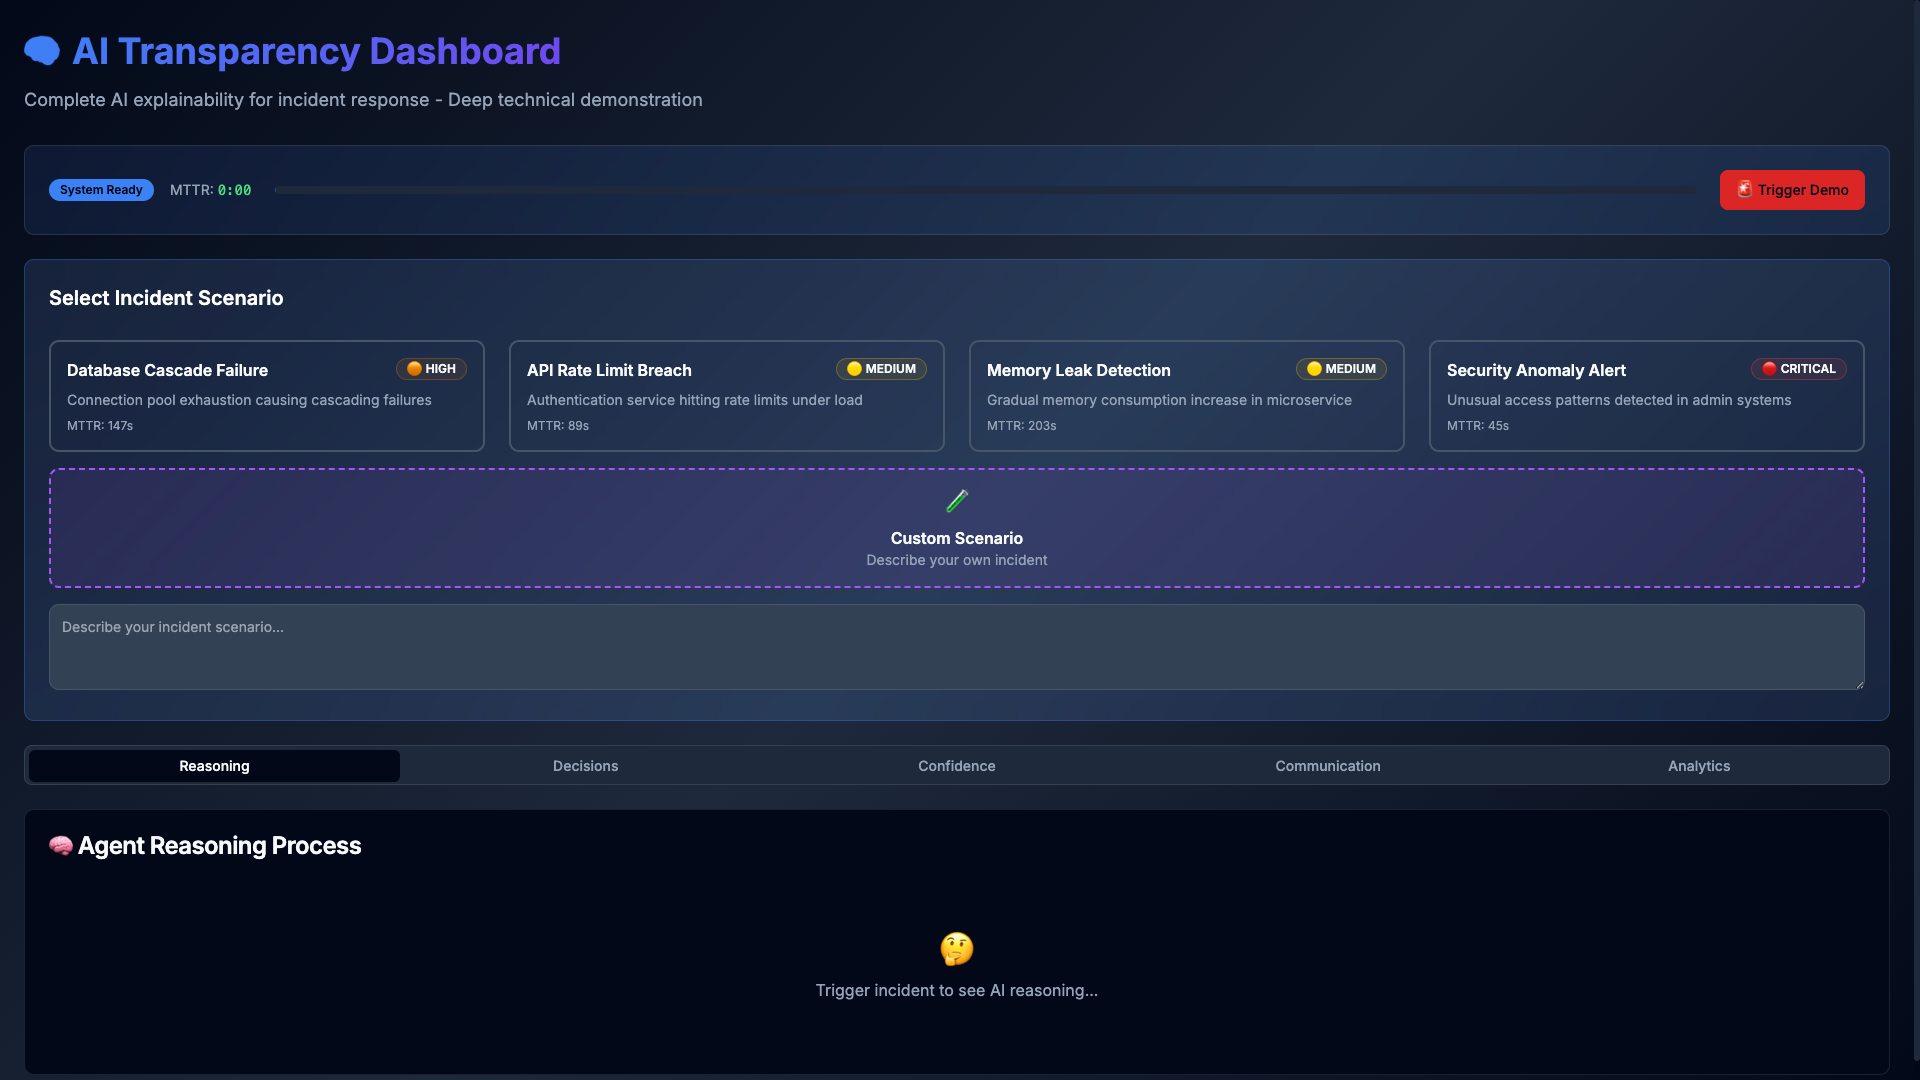 AI Transparency Dashboard
Complete AI explainability for incident response - Deep technical demonstration
System Ready
MTTR: 0:00
Trigger Demo
Select Incident Scenario
Database Cascade Failure
HIGH
Connection pool exhaustion causing cascading failures
MTTR: 147s
API Rate Limit Breach
MEDIUM
Authentication service hitting rate limits under load
MTTR: 89s
Memory Leak Detection
MEDIUM
Gradual memory consumption increase in microservice
MTTR: 203s
Security Anomaly Alert
CRITICAL
Unusual access patterns detected in admin systems
MTTR: 45s
Custom Scenario
Describe your own incident
Describe your incident scenario...
Reasoning
Decisions
Confidence
Communication
Analytics
Agent Reasoning Process
Trigger incident to see AI reasoning...